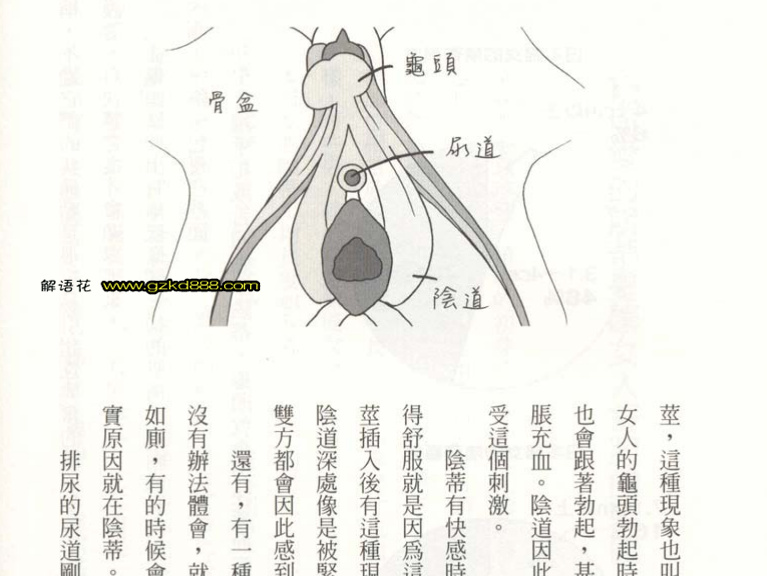 龜頭
骨盆
尿道
解语花 www.gzkd888.com
陰道
莖，這種現象也叫
女人的龜頭勃起時
也會跟著勃起，甚
脹充血。陰道因此
受這個刺激。
陰蒂有快感時
得舒服就是因爲這
莖插入後有這種現
陰道深處像是被緊
雙方都會因此感到
還有，有一種
沒有辦法體會，就
如廁，有的時候會
實原因就在陰蒂。
排尿的尿道剛